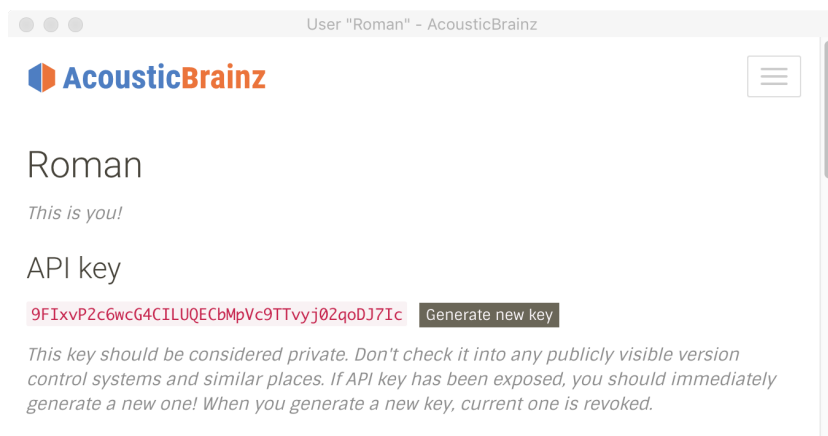 User "Roman" - AcousticBrainz
AcousticBrainz
Roman
This is you!
API key
9FIxvP2c6wcG4CILUQECbMpVc9TTvyj02qoDJ7Ic Generate new key
This key should be considered private. Don't check it into any publicly visible version
control systems and similar places. If API key has been exposed, you should immediately
generate a new one! When you generate a new key, current one is revoked.